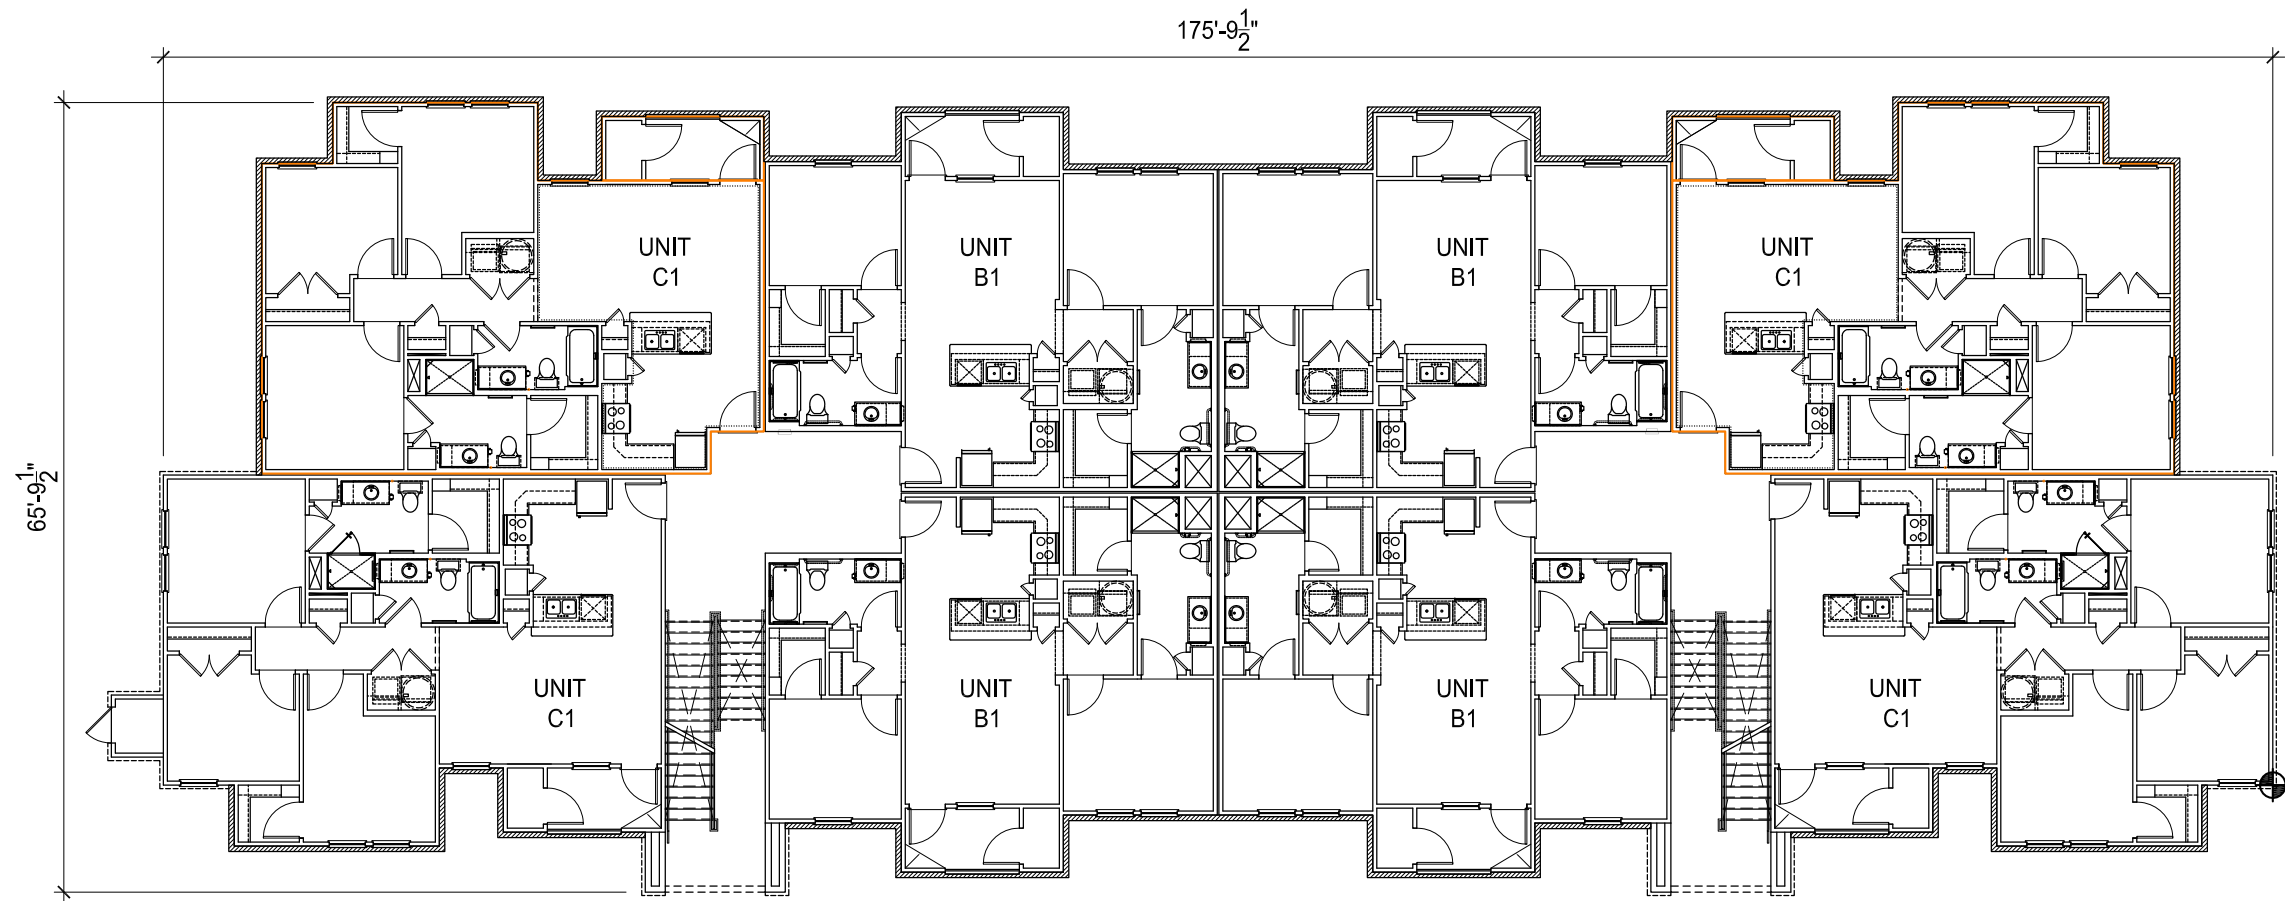 175'-9 1/2"
UNIT
C1
UNIT
B1
UNIT
B1
UNIT
C1
65'-9 1/2"
UNIT
C1
UNIT
B1
UNIT
B1
UNIT
C1